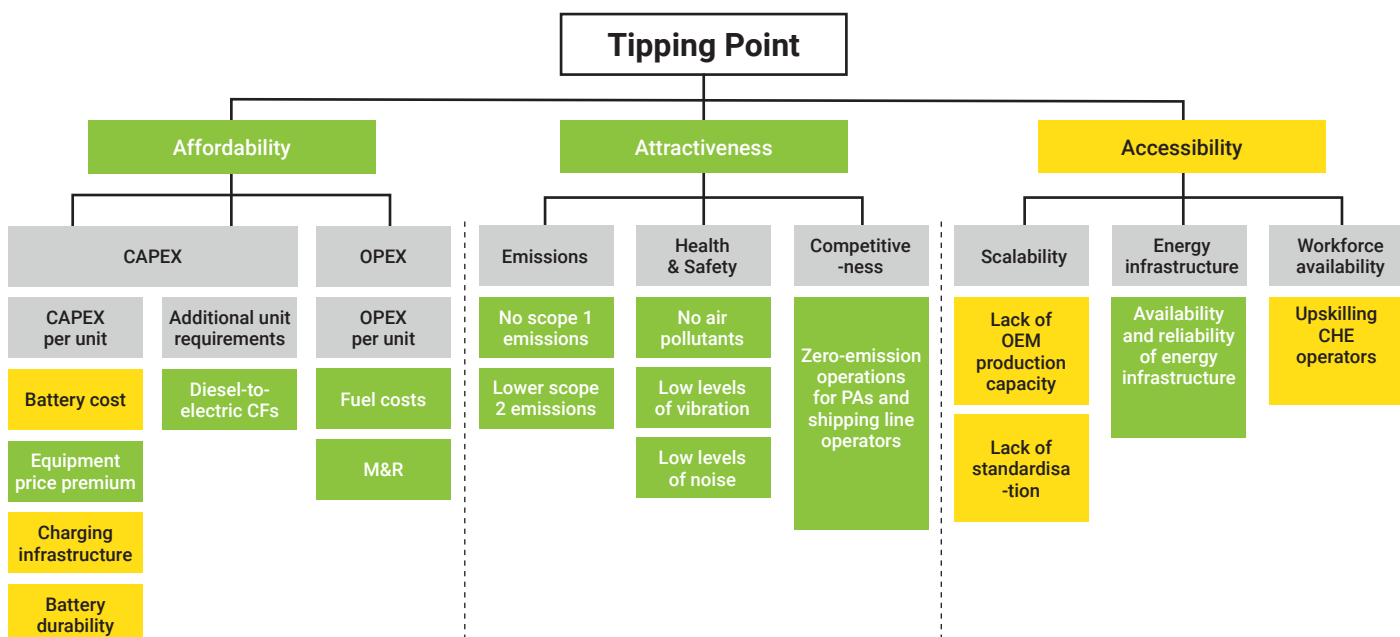 Tipping Point
Affordability
Attractiveness
Accessibility
CAPEX
OPEX
Emissions
Health
& Safety
Competitive
-ness
Scalability
Energy
infrastructure
Workforce
availability
CAPEX
per unit
Additional unit
requirements
OPEX
per unit
No scope 1
emissions
No air
pollutants
Zero-emission
operations
for PAs and
shipping line
operators
Lack of
OEM
production
capacity
Availability
and reliability
of energy
infrastructure
Upskilling
CHE
operators
Battery cost
Diesel-to-
electric CFs
Fuel costs
Lower scope
2 emissions
Low levels
of vibration
Equipment
price premium
M&R
Low levels
of noise
Lack of
standardisa
-tion
Charging
infrastructure
Battery
durability